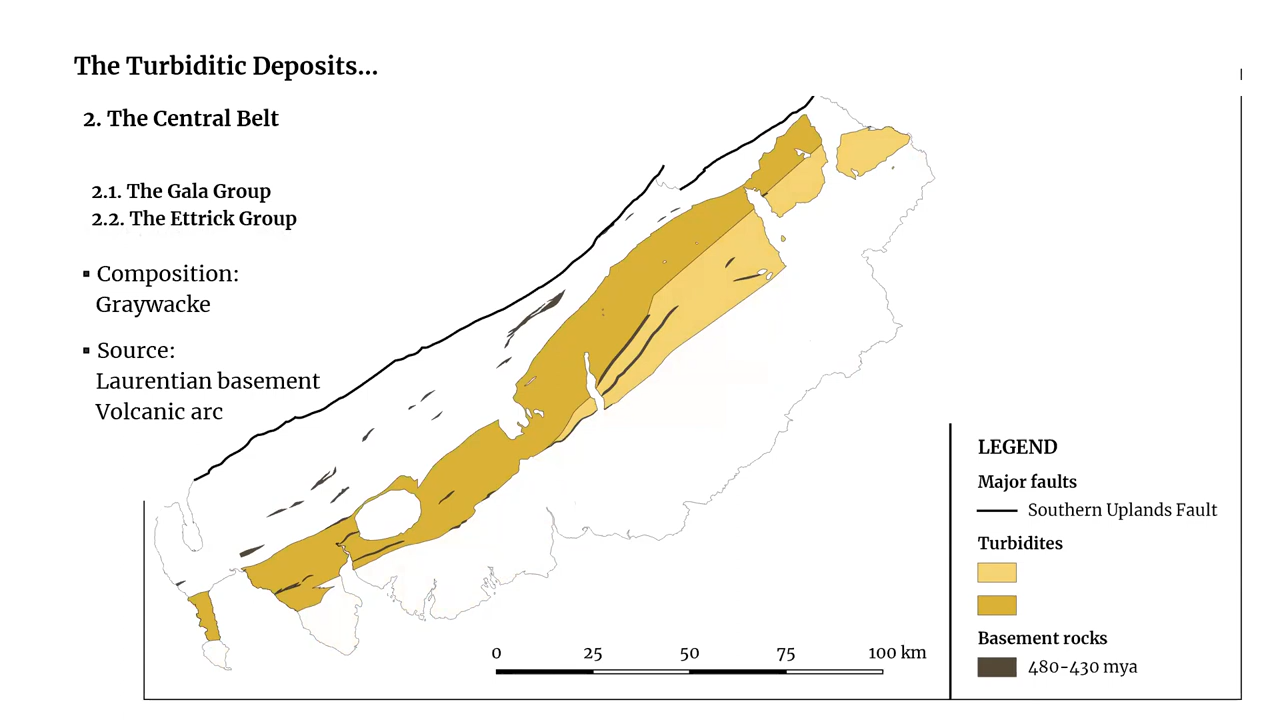 The Turbiditic Deposits...
2. The Central Belt
2.1. The Gala Group
2.2. The Ettrick Group
▪ Composition:
Graywacke
▪ Source:
Laurentian basement
Volcanic arc
LEGEND
Major faults
Southern Uplands Fault
Turbidites
Basement rocks
480-430 mya
0 25 50 75 100 km